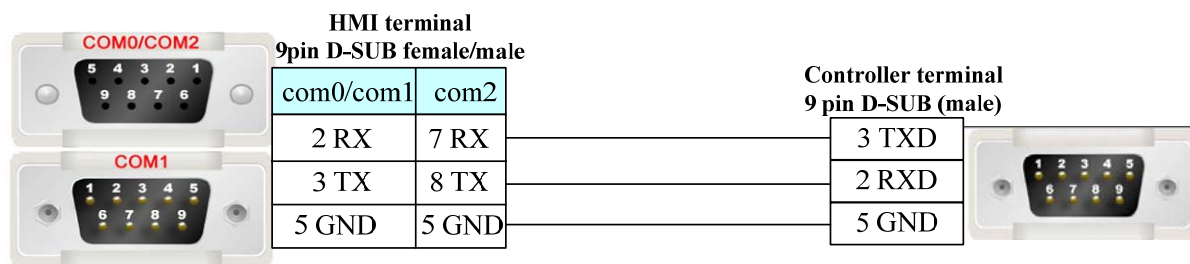 HMI terminal
9pin D-SUB female/male
COM0/COM2
5 4 3 2 1
9 8 7 6
com0/com1 com2
2 RX 7 RX
3 TX 8 TX
5 GND 5 GND
COM1
1 2 3 4 5
6 7 8 9
Controller terminal
9 pin D-SUB (male)
3 TXD
2 RXD
5 GND
1 2 3 4 5
6 7 8 9